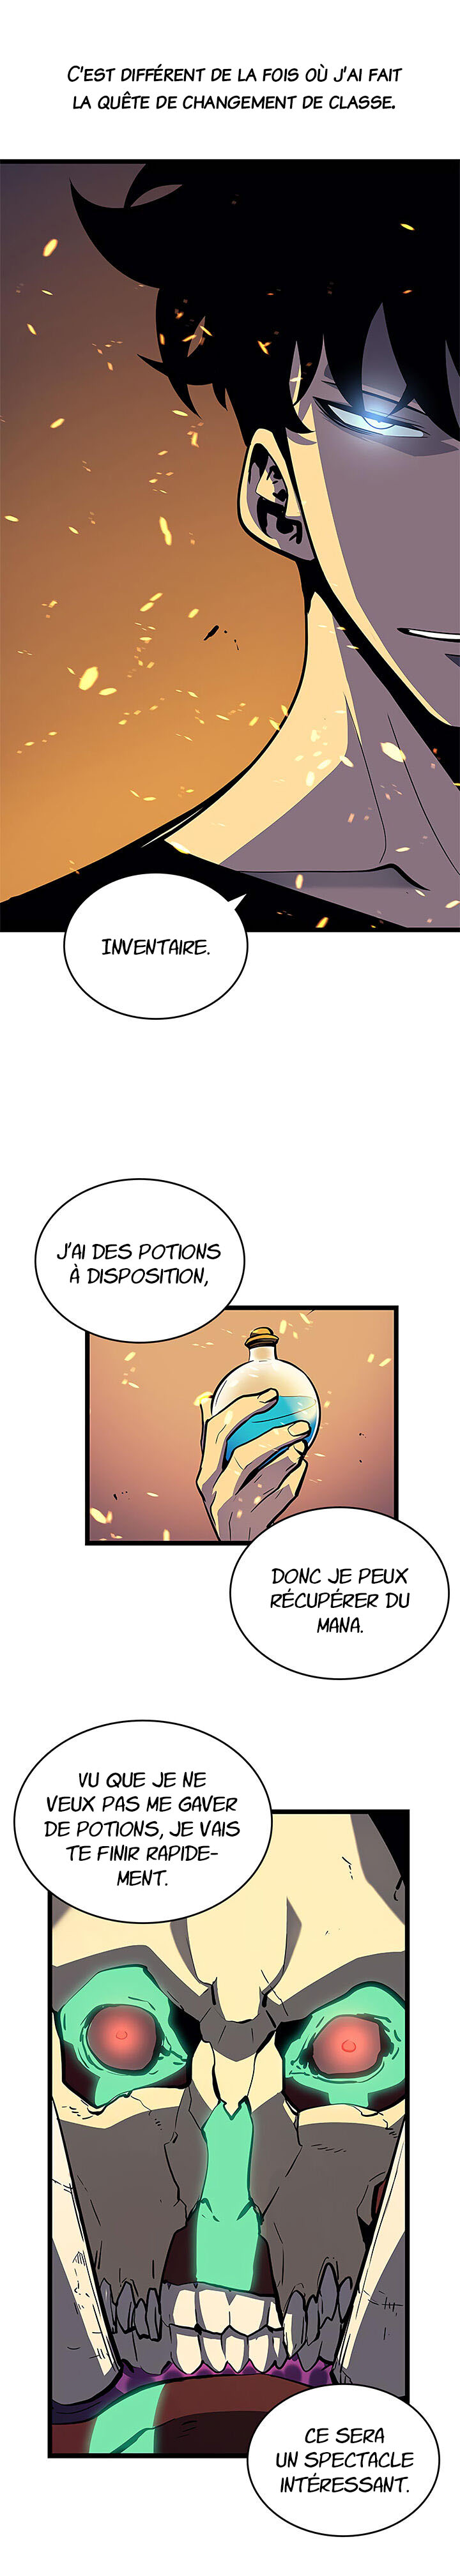 C'EST DIFFÉRENT DE LA FOIS OÙ J'AI FAIT
LA QUÊTE DE CHANGEMENT DE CLASSE.
INVENTAIRE.
J'AI DES POTIONS
À DISPOSITION,
DONC JE PEUX
RÉCUPÉRER DU
MANA.
VU QUE JE NE
VEUX PAS ME GAVER
DE POTIONS, JE VAIS
TE FINIR RAPIDE-
MENT.
CE SERA
UN SPECTACLE
INTÉRESSANT.